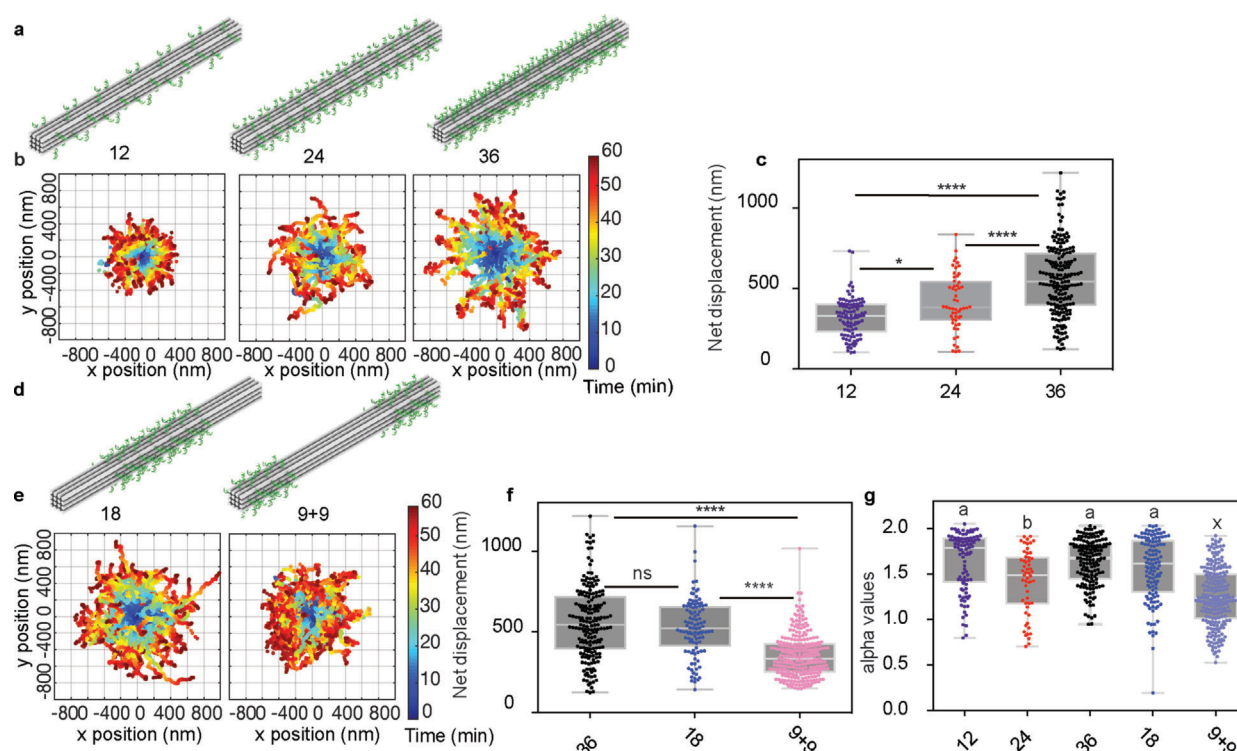 a
b
12
24
36
60
50
40
30
20
10
0
800
400
0
-400
-800
y position (nm)
-800 -400 0 400 800
-800 -400 0 400 800
-800 -400 0 400 800
x position (nm)
x position (nm)
x position (nm)
Time (min)
c
Net displacement (nm)
1000
500
0
****
****
*
12
24
36
d
e
18
9+9
60
50
40
30
20
10
0
800
400
0
-400
-800
y position (nm)
-800 -400 0 400 800
-800 -400 0 400 800
x position (nm)
x position (nm)
Time (min)
f
Net displacement (nm)
1000
500
0
****
ns
****
36
18
9+9
g
alpha values
2.0
1.5
1.0
0.5
0.0
a
b
a
a
x
12
24
36
18
9+9